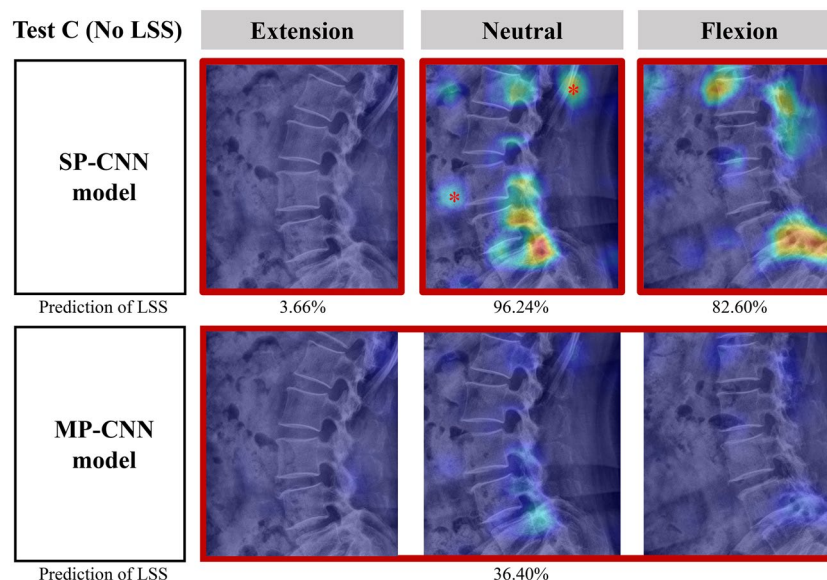 Test C (No LSS) Extension Neutral Flexion
SP-CNN
model
* *
Prediction of LSS 3.66% 96.24% 82.60%
MP-CNN
model
Prediction of LSS 36.40%